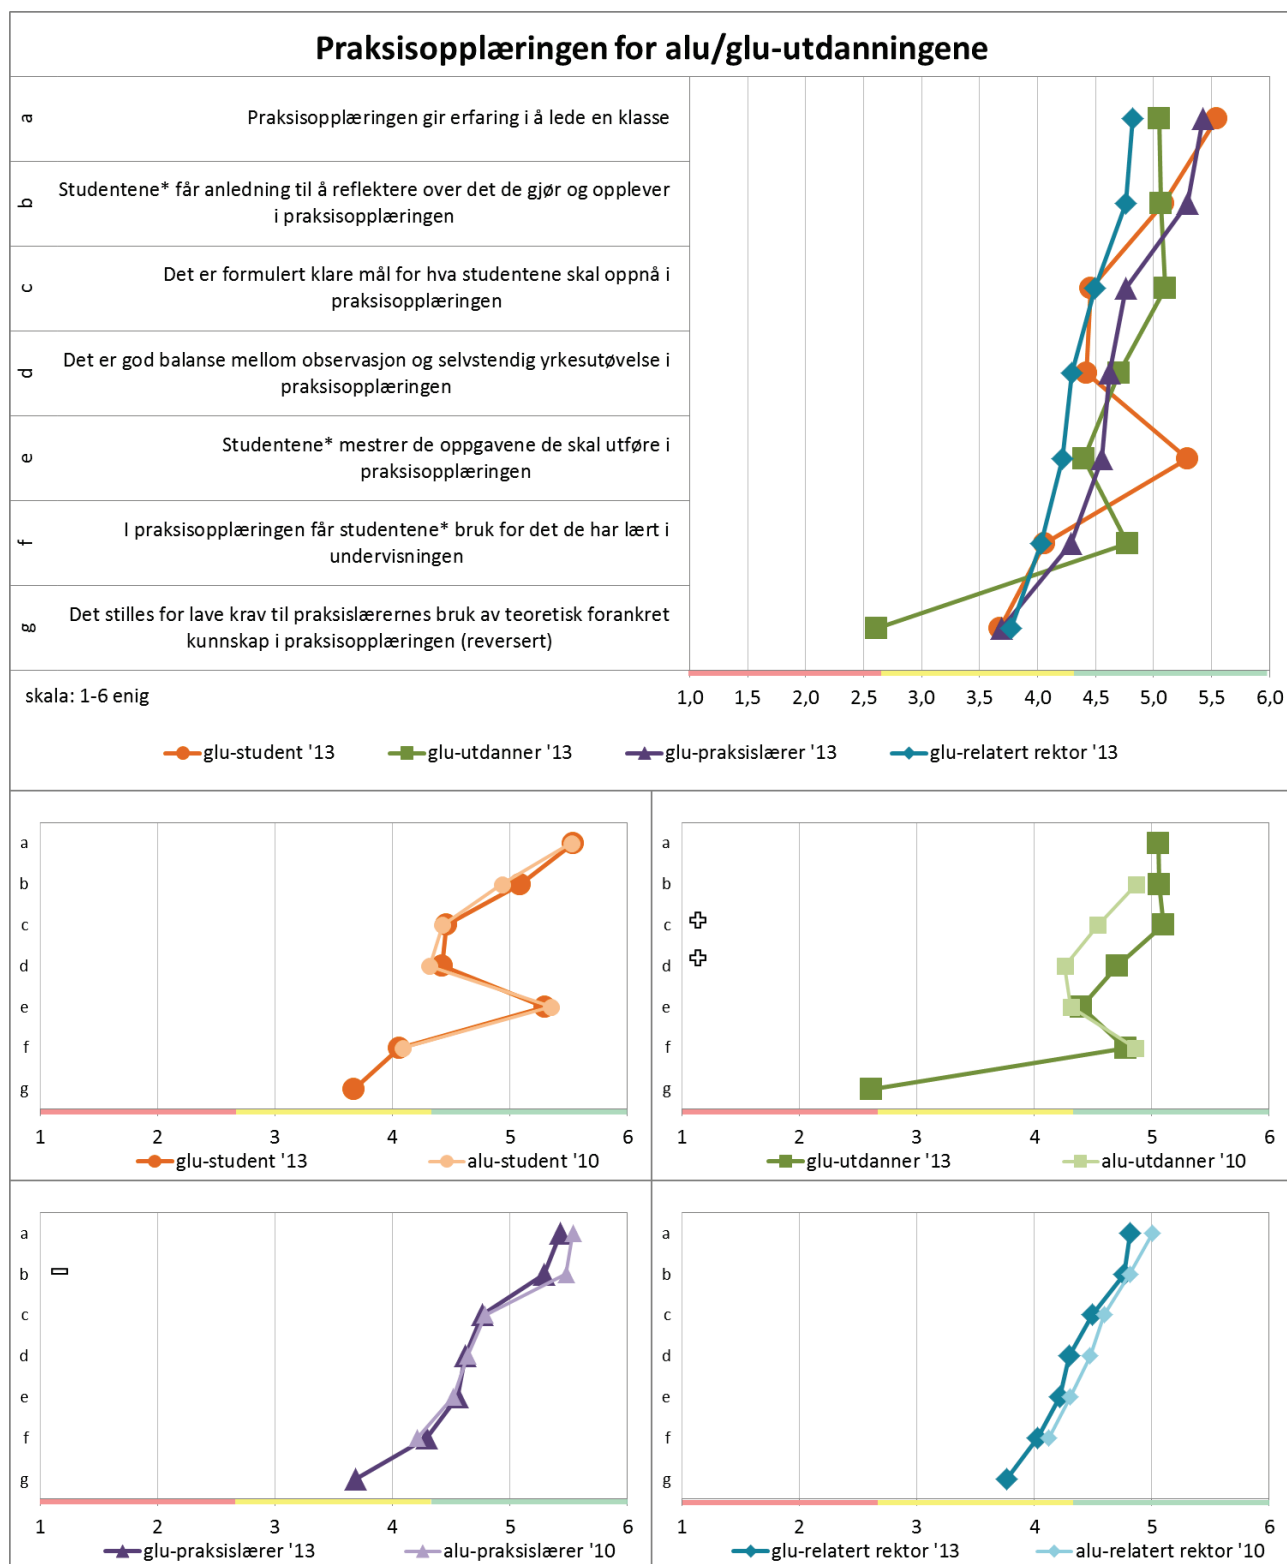 Praksisopplæringen for alu/glu-utdanningene
a
Praksisopplæringen gir erfaring i å lede en klasse
b
Studentene* får anledning til å reflektere over det de gjør og opplever
i praksisopplæringen
c
Det er formulert klare mål for hva studentene skal oppnå i
praksisopplæringen
d
Det er god balanse mellom observasjon og selvstendig yrkesutøvelse i
praksisopplæringen
e
Studentene* mestrer de oppgavene de skal utføre i
praksisopplæringen
f
I praksisopplæringen får studentene* bruk for det de har lært i
undervisningen
g
Det stilles for lave krav til praksislærernes bruk av teoretisk forankret
kunnskap i praksisopplæringen (reversert)
skala: 1-6 enig
1,0 1,5 2,0 2,5 3,0 3,5 4,0 4,5 5,0 5,5 6,0
glu-student '13 glu-utdanner '13 glu-praksislærer '13 glu-relatert rektor '13
a
b
c
d
e
f
g
1 2 3 4 5 6
glu-student '13 alu-student '10
a
b
c
d
e
f
g
1 2 3 4 5 6
glu-utdanner '13 alu-utdanner '10
a
b
c
d
e
f
g
1 2 3 4 5 6
glu-praksislærer '13 alu-praksislærer '10
a
b
c
d
e
f
g
1 2 3 4 5 6
glu-relatert rektor '13 alu-relatert rektor '10